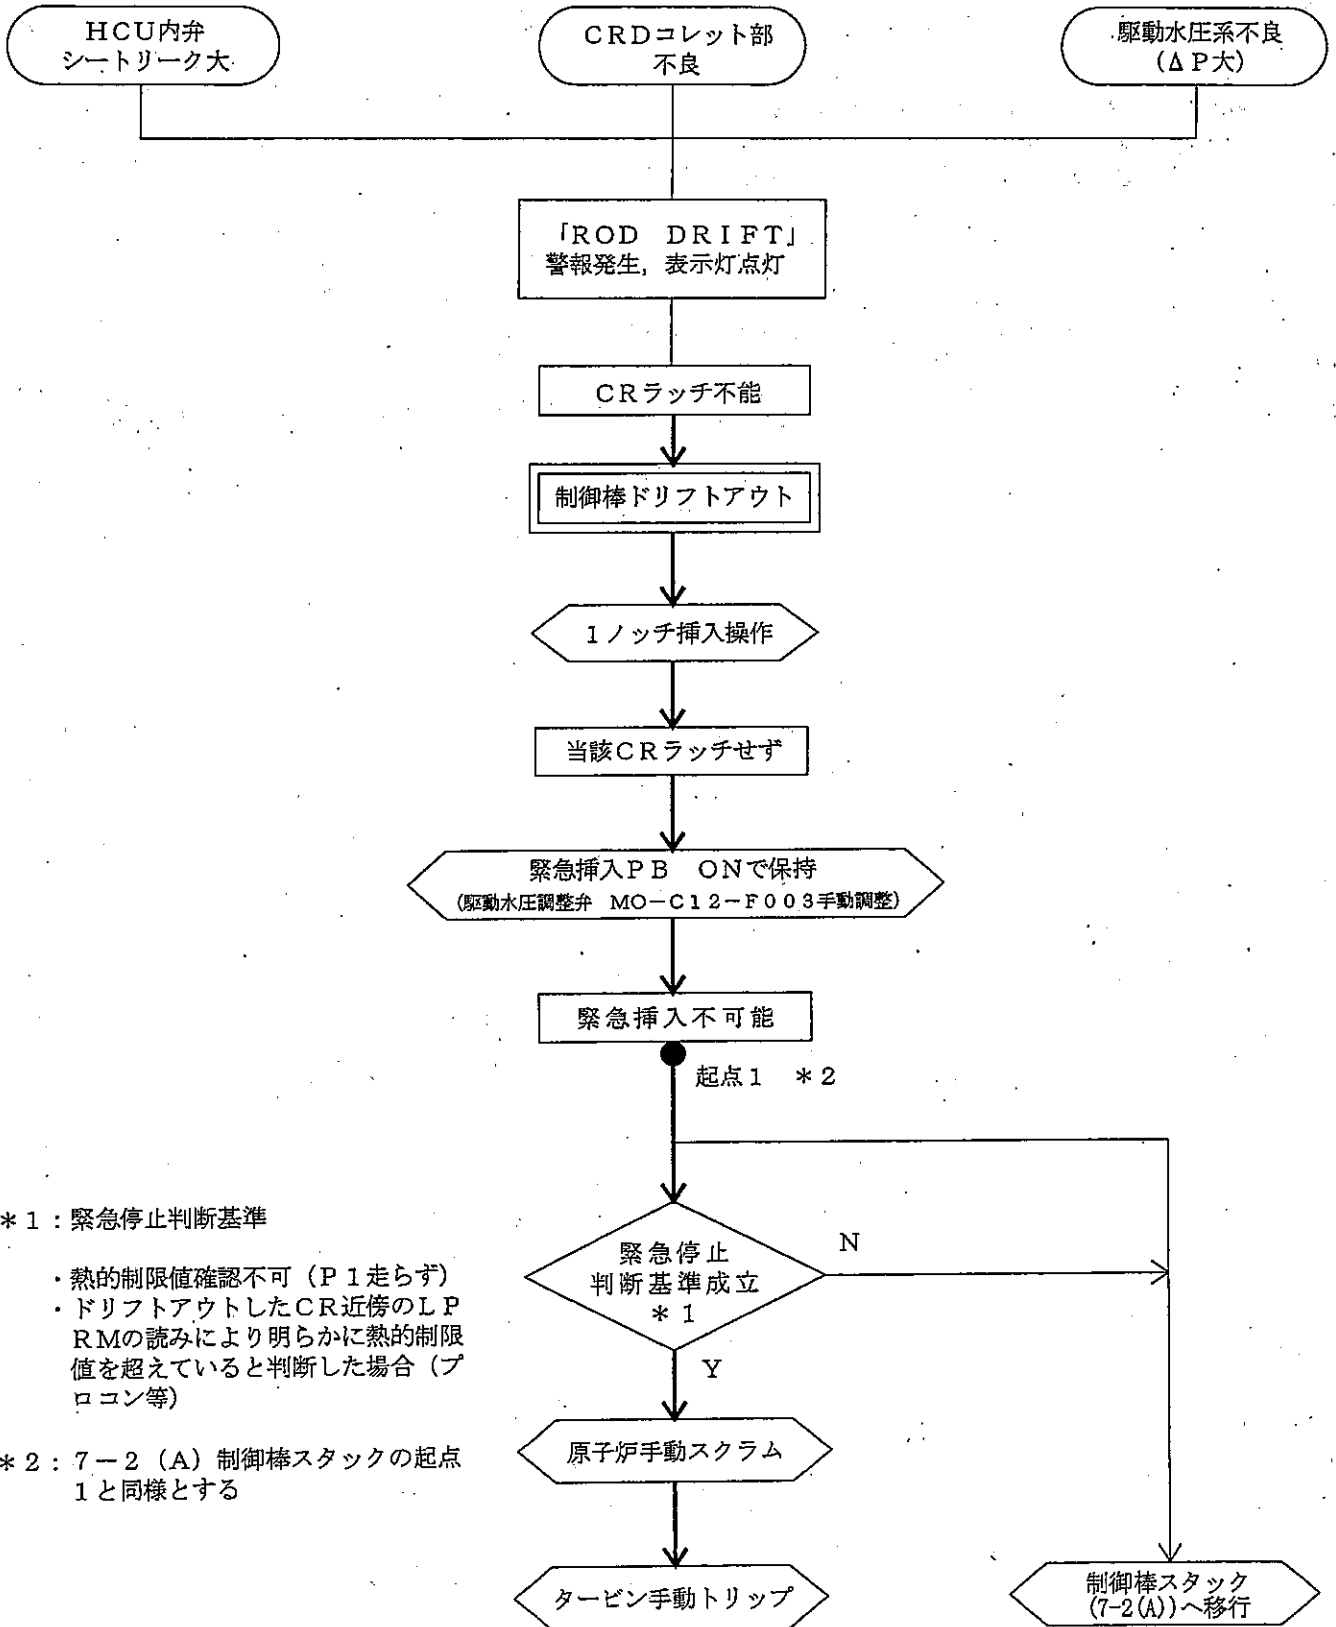 HCU内弁
シートリーク大
CRDコレット部
不良
駆動水圧系不良
(ΔP大)
「ROD DRIFT」
警報発生，表示灯点灯
CRラッチ不能
制御棒ドリフトアウト
1ノッチ挿入操作
当該CRラッチせず
緊急挿入PB ONで保持
(駆動水圧調整弁 MO－C12－F003手動調整)
緊急挿入不可能
起点1 ＊2
緊急停止
判断基準成立
＊1
N
Y
＊1：緊急停止判断基準
・熱的制限値確認不可（P1走らず）
・ドリフトアウトしたCR近傍のLP
RMの読みにより明らかに熱的制限
値を超えていると判断した場合（プ
ロコン等）
＊2：7－2（A）制御棒スタックの起点
1と同様とする
原子炉手動スクラム
タービン手動トリップ
制御棒スタック
(7-2(A))へ移行